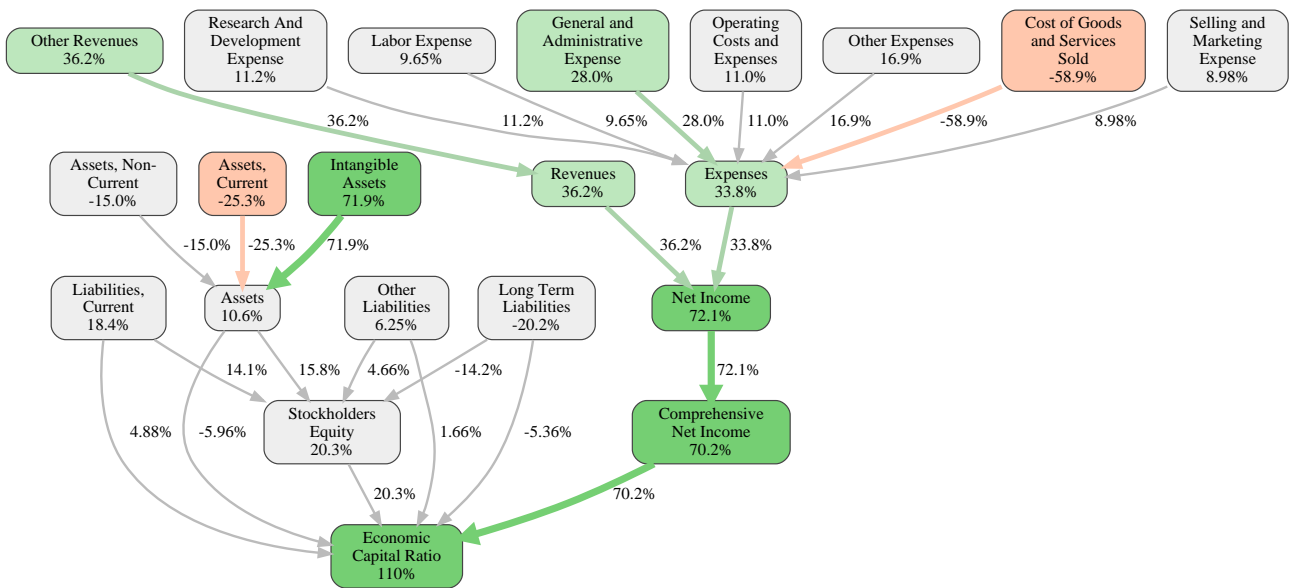 Other Revenues
36.2%
Research And
Development
Expense
11.2%
Labor Expense
9.65%
General and
Administrative
Expense
28.0%
Operating
Costs and
Expenses
11.0%
Other Expenses
16.9%
Cost of Goods
and Services
Sold
-58.9%
Selling and
Marketing
Expense
8.98%
36.2%
11.2%
9.65%
28.0%
11.0%
16.9%
-58.9%
8.98%
Assets, Non-
Current
-15.0%
Assets,
Current
-25.3%
Intangible
Assets
71.9%
Revenues
36.2%
Expenses
33.8%
-15.0%
-25.3%
71.9%
36.2%
33.8%
Liabilities,
Current
18.4%
Assets
10.6%
Other
Liabilities
6.25%
Long Term
Liabilities
-20.2%
Net Income
72.1%
14.1%
15.8%
4.66%
-14.2%
72.1%
4.88%
-5.96%
Stockholders
Equity
20.3%
1.66%
-5.36%
Comprehensive
Net Income
70.2%
20.3%
70.2%
Economic
Capital Ratio
110%